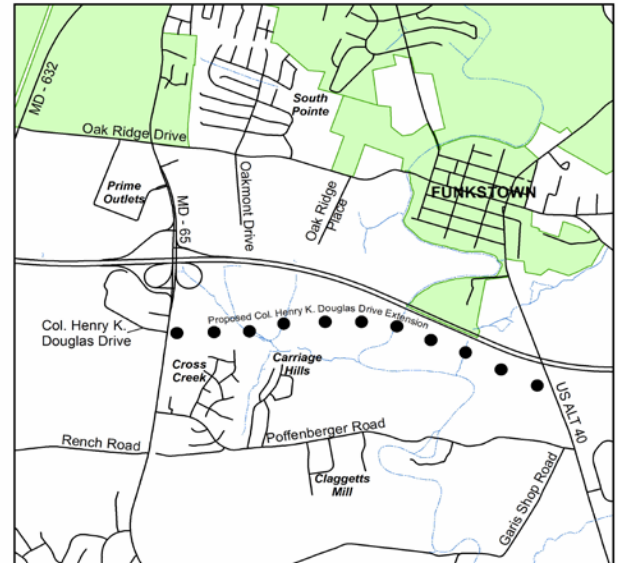 MD - 632
South
Pointe
Oak Ridge Drive
Prime
Outlets
MD - 65
Oakmont Drive
Oak Ridge
Place
FUNKSTOWN
Proposed Col. Henry K. Douglas Drive Extension
Col. Henry K.
Douglas Drive
Cross
Creek
Carriage
Hills
US ALT 40
Rench Road
Poffenberger Road
Claggetts
Mill
Garis Shop Road